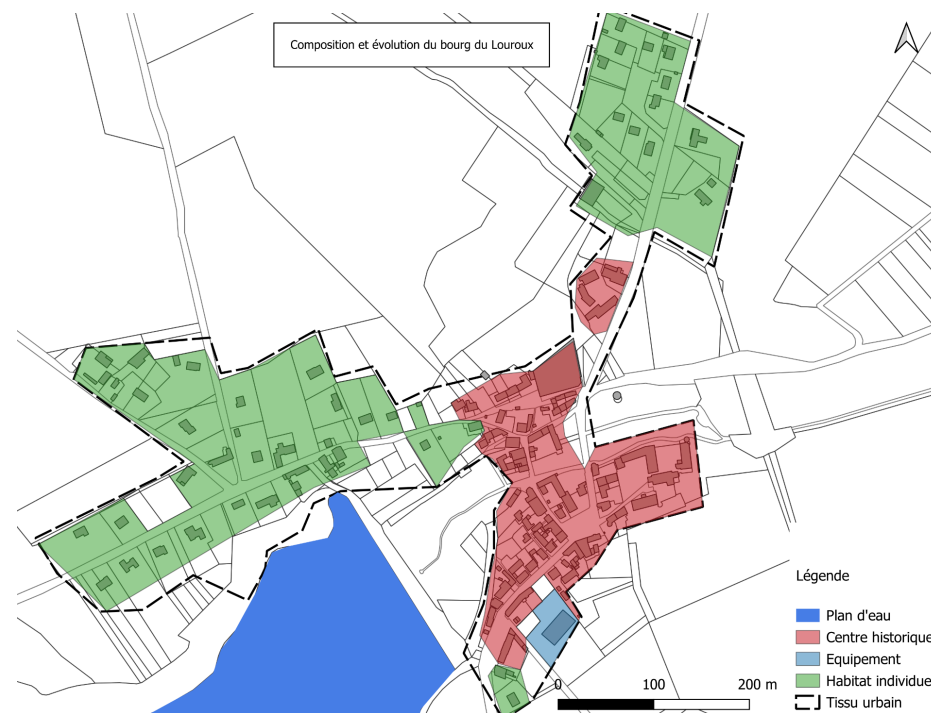 Composition et évolution du bourg du Louroux
Légende
Plan d'eau
Centre historique
Equipement
Habitat individue
Tissu urbain
0 100 200 m